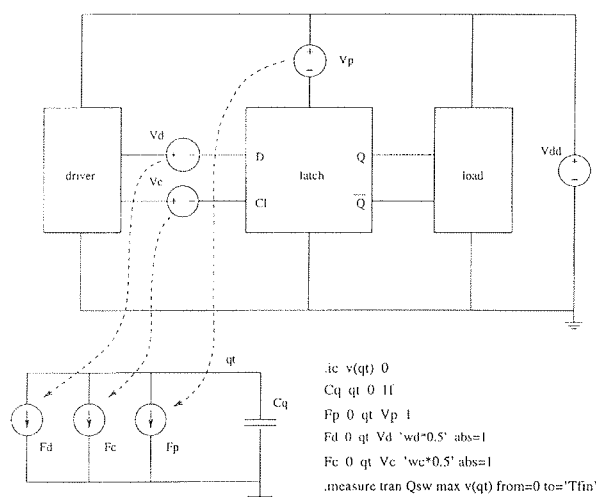 Vp
Vd
Vc
Vdd
driver
D
Q
latch
load
Cl
Q
qt
Cq
Fd
Fc
Fp
.ic v(qt) 0
Cq qt 0 1f
Fp 0 qt Vp 1
Fd 0 qt Vd 'wd*0.5' abs=1
Fc 0 qt Vc 'wc*0.5' abs=1
.measure tran Qsw max v(qt) from=0 to='Tfin'